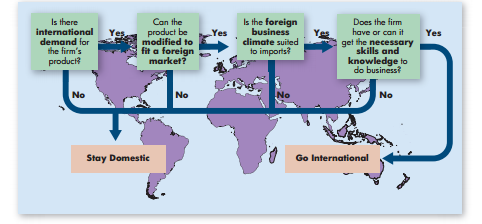 Is there
international
demand for
the firm's
product?
Yes
Can the
product be
modified to
fit a foreign
market?
Yes
Is the foreign
business
climate suited
to imports?
Yes
Does the firm
have or can it
get the necessary
skills and
knowledge to
do business?
Yes
No
No
No
No
Stay Domestic
Go International